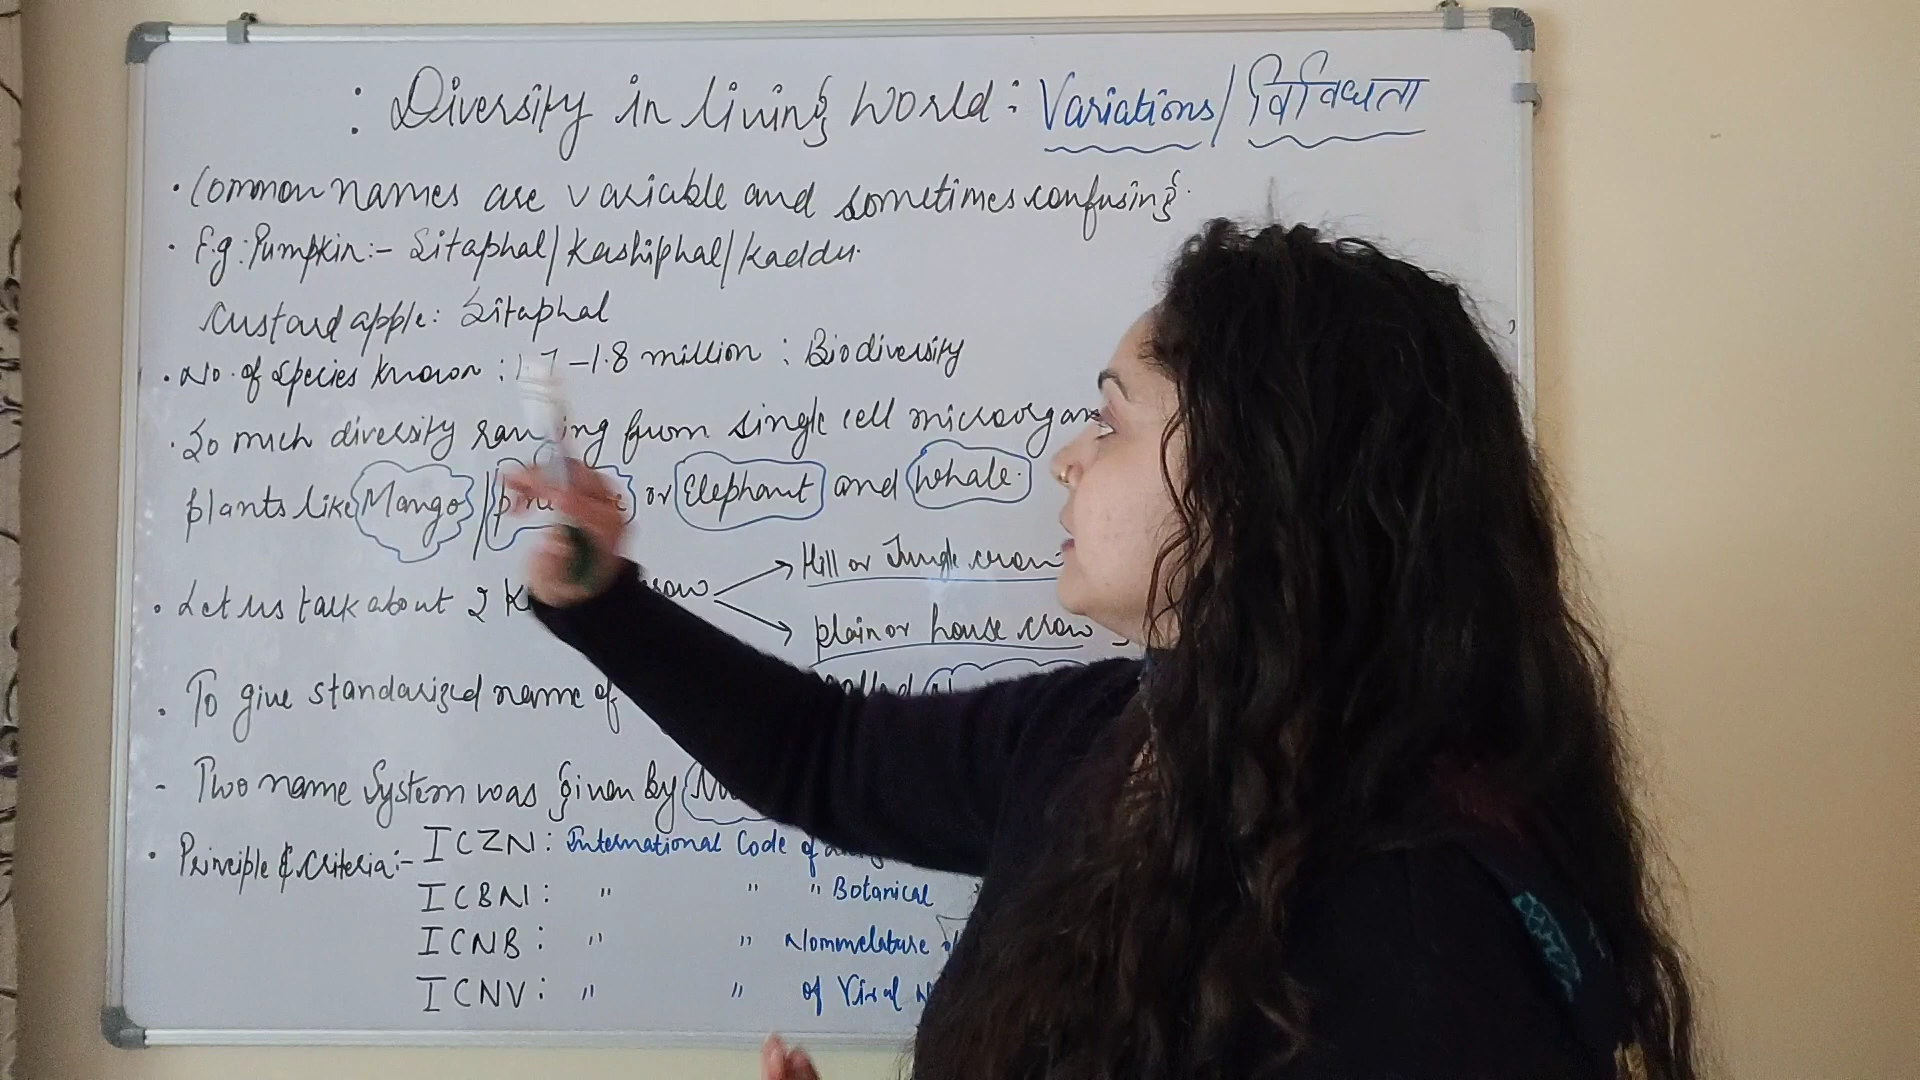 : Diversity in living World: Variations/विविधता
• Common names are variable and sometimes confusing.
• E.g: Pumpkin:- Sitaphal/Kashiphal/kaddu.
Custard apple: Sitaphal
• No. of species known: 1.7-1.8 million: Biodiversity
• So much diversity ranging from single cell
plants like Mango/ or Elephant and whale.
Hill or Jungle crow
• Let us talk about 2
plain or house crow
• To give standarized name of called
- Two name System was given by
• Principle & Criteria:- ICZN: International Code of
ICBN: " " " Botanical
ICNB: " " Nommelature
ICNV: " " of Viral